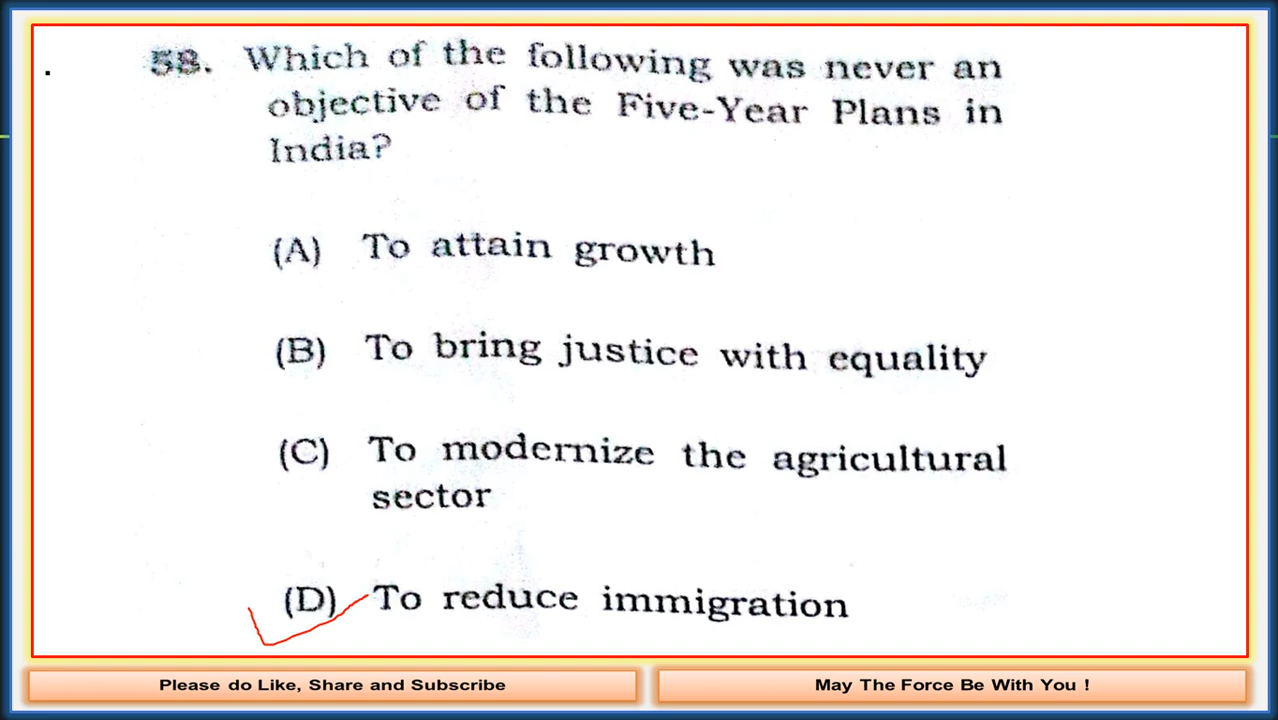 .
58. Which of the following was never an
objective of the Five-Year Plans in
India?
(A) To attain growth
(B) To bring justice with equality
(C) To modernize the agricultural
sector
(D) To reduce immigration
Please do Like, Share and Subscribe
May The Force Be With You !